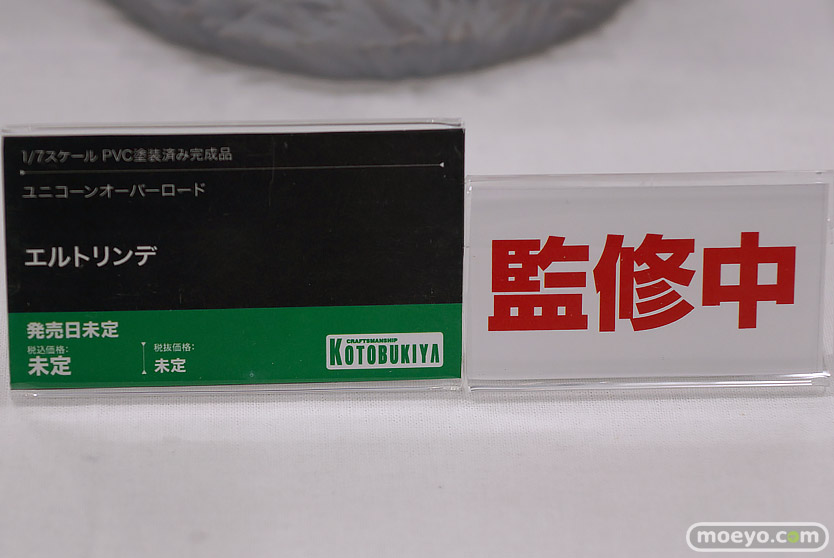 1/7スケール PVC塗装済み完成品
ユニコーンオーバーロード
エルトリンデ
発売日未定
税込価格:
未定
税抜価格:
未定
CRAFTSMANSHIP
KOTOBUKIYA
監修中
moeyo.com